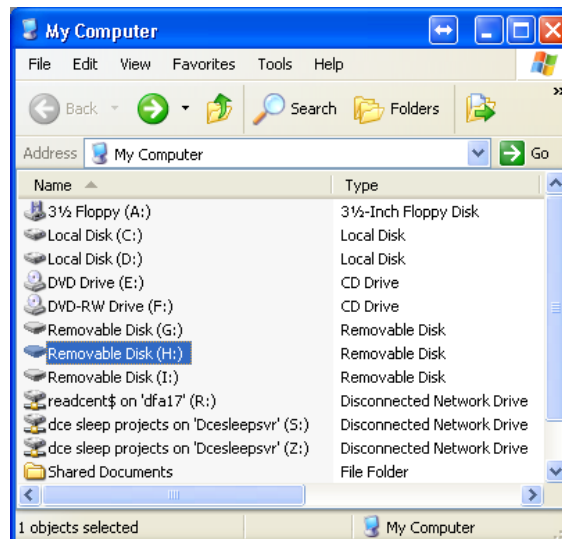 My Computer
File Edit View Favorites Tools Help
Back Search Folders »
Address My Computer Go
Name Type
3½ Floppy (A:) 3½-Inch Floppy Disk
Local Disk (C:) Local Disk
Local Disk (D:) Local Disk
DVD Drive (E:) CD Drive
DVD-RW Drive (F:) CD Drive
Removable Disk (G:) Removable Disk
Removable Disk (H:) Removable Disk
Removable Disk (I:) Removable Disk
readcent$ on 'dfa17' (R:) Disconnected Network Drive
dce sleep projects on 'Dcesleepsvr' (S:) Disconnected Network Drive
dce sleep projects on 'Dcesleepsvr' (Z:) Disconnected Network Drive
Shared Documents File Folder
1 objects selected My Computer